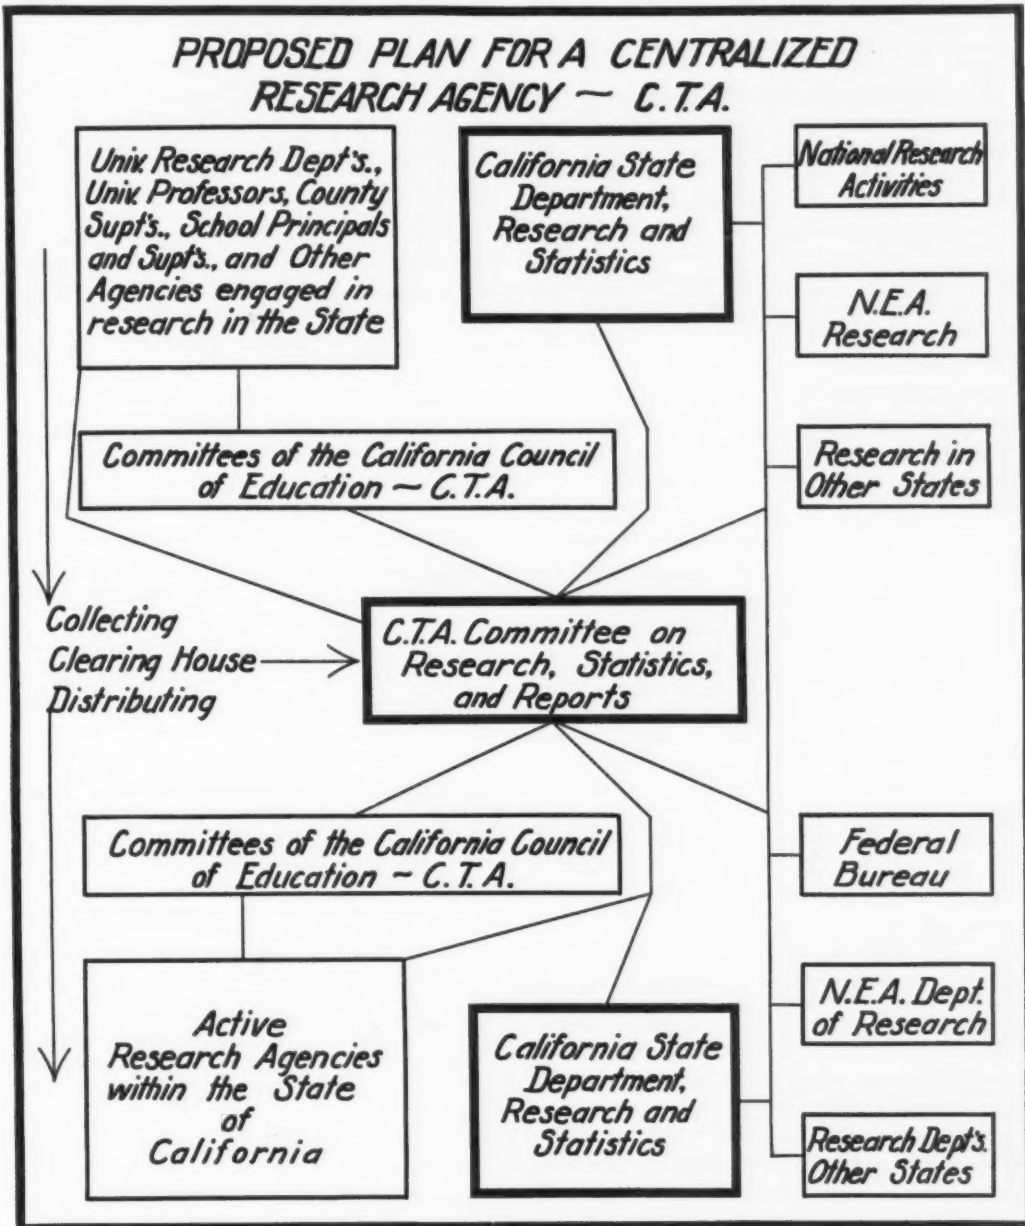 PROPOSED PLAN FOR A CENTRALIZED
RESEARCH AGENCY ~ C.T.A.
Univ. Research Dept's.,
Univ. Professors, County
Supt's., School Principals
and Supt's., and Other
Agencies engaged in
research in the State
California State
Department,
Research and
Statistics
National Research
Activities
N.E.A.
Research
Research in
Other States
Committees of the California Council
of Education ~ C.T.A.
Collecting
Clearing House
Distributing
C.T.A. Committee on
Research, Statistics,
and Reports
Committees of the California Council
of Education ~ C.T.A.
Federal
Bureau
Active
Research Agencies
within the State
of
California
California State
Department,
Research and
Statistics
N.E.A. Dept.
of Research
Research Dept's.
Other States